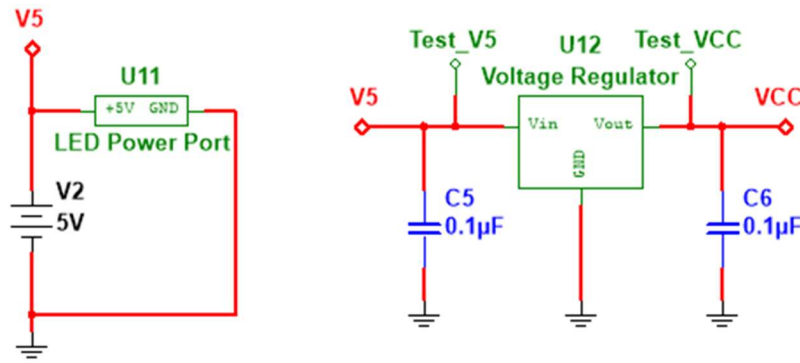 V5
U11
+5V GND
LED Power Port
V2
5V
Test_V5
U12
Test_VCC
Voltage Regulator
V5
VCC
Vin
Vout
GND
C5
0.1µF
C6
0.1µF